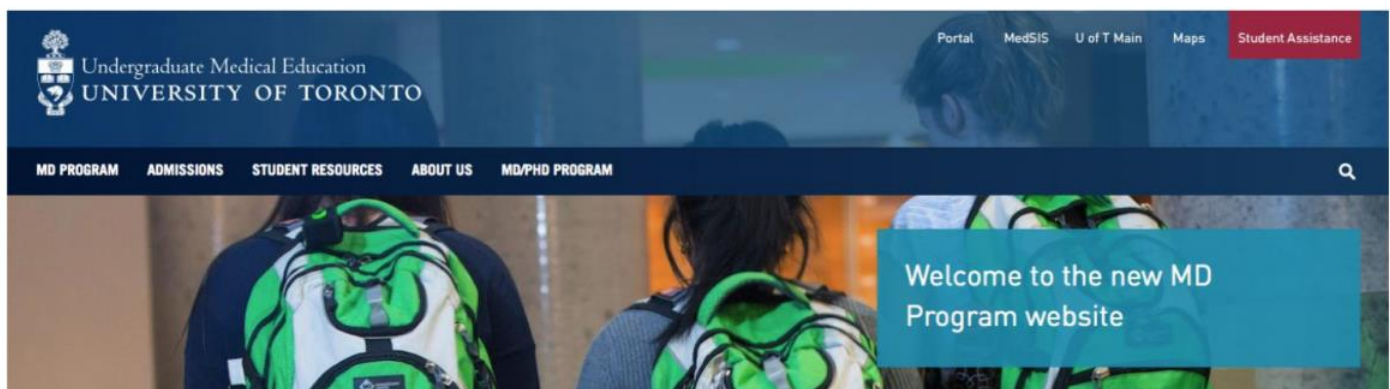 Portal MedSIS U of T Main Maps Student Assistance
Undergraduate Medical Education
UNIVERSITY OF TORONTO
MD PROGRAM ADMISSIONS STUDENT RESOURCES ABOUT US MD/PHD PROGRAM
Welcome to the new MD
Program website